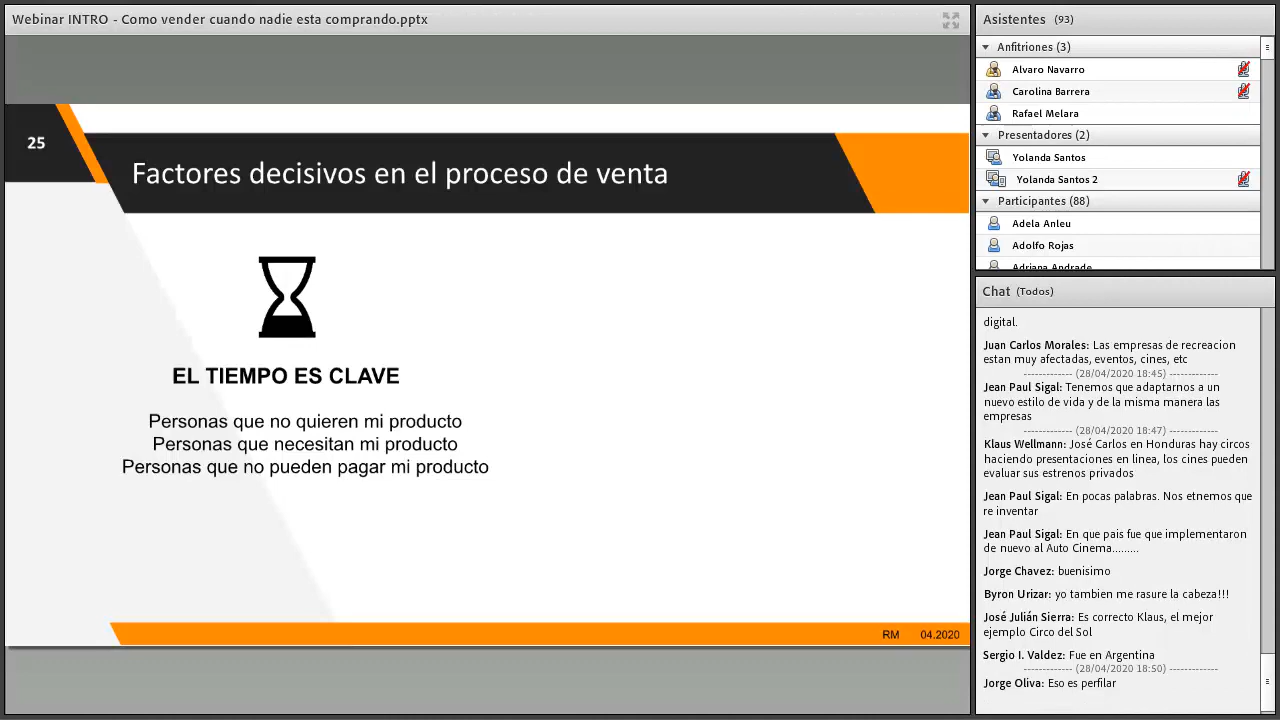 Webinar INTRO - Como vender cuando nadie esta comprando.pptx
25
Factores decisivos en el proceso de venta
EL TIEMPO ES CLAVE
Personas que no quieren mi producto
Personas que necesitan mi producto
Personas que no pueden pagar mi producto
RM 04.2020
Asistentes (93)
Anfitriones (3)
Alvaro Navarro
Carolina Barrera
Rafael Melara
Presentadores (2)
Yolanda Santos
Yolanda Santos 2
Participantes (88)
Adela Anleu
Adolfo Rojas
Adriana Andrade
Chat (Todos)
digital.
Juan Carlos Morales: Las empresas de recreacion
estan muy afectadas, eventos, cines, etc
------------- (28/04/2020 18:45) -------------
Jean Paul Sigal: Tenemos que adaptarnos a un
nuevo estilo de vida y de la misma manera las
empresas
------------- (28/04/2020 18:47) -------------
Klaus Wellmann: José Carlos en Honduras hay circos
haciendo presentaciones en linea, los cines pueden
evaluar sus estrenos privados
Jean Paul Sigal: En pocas palabras. Nos etnemos que
re inventar
Jean Paul Sigal: En que pais fue que implementaron
de nuevo al Auto Cinema.........
Jorge Chavez: buenisimo
Byron Urizar: yo tambien me rasure la cabeza!!!
José Julián Sierra: Es correcto Klaus, el mejor
ejemplo Circo del Sol
Sergio I. Valdez: Fue en Argentina
------------- (28/04/2020 18:50) -------------
Jorge Oliva: Eso es perfilar